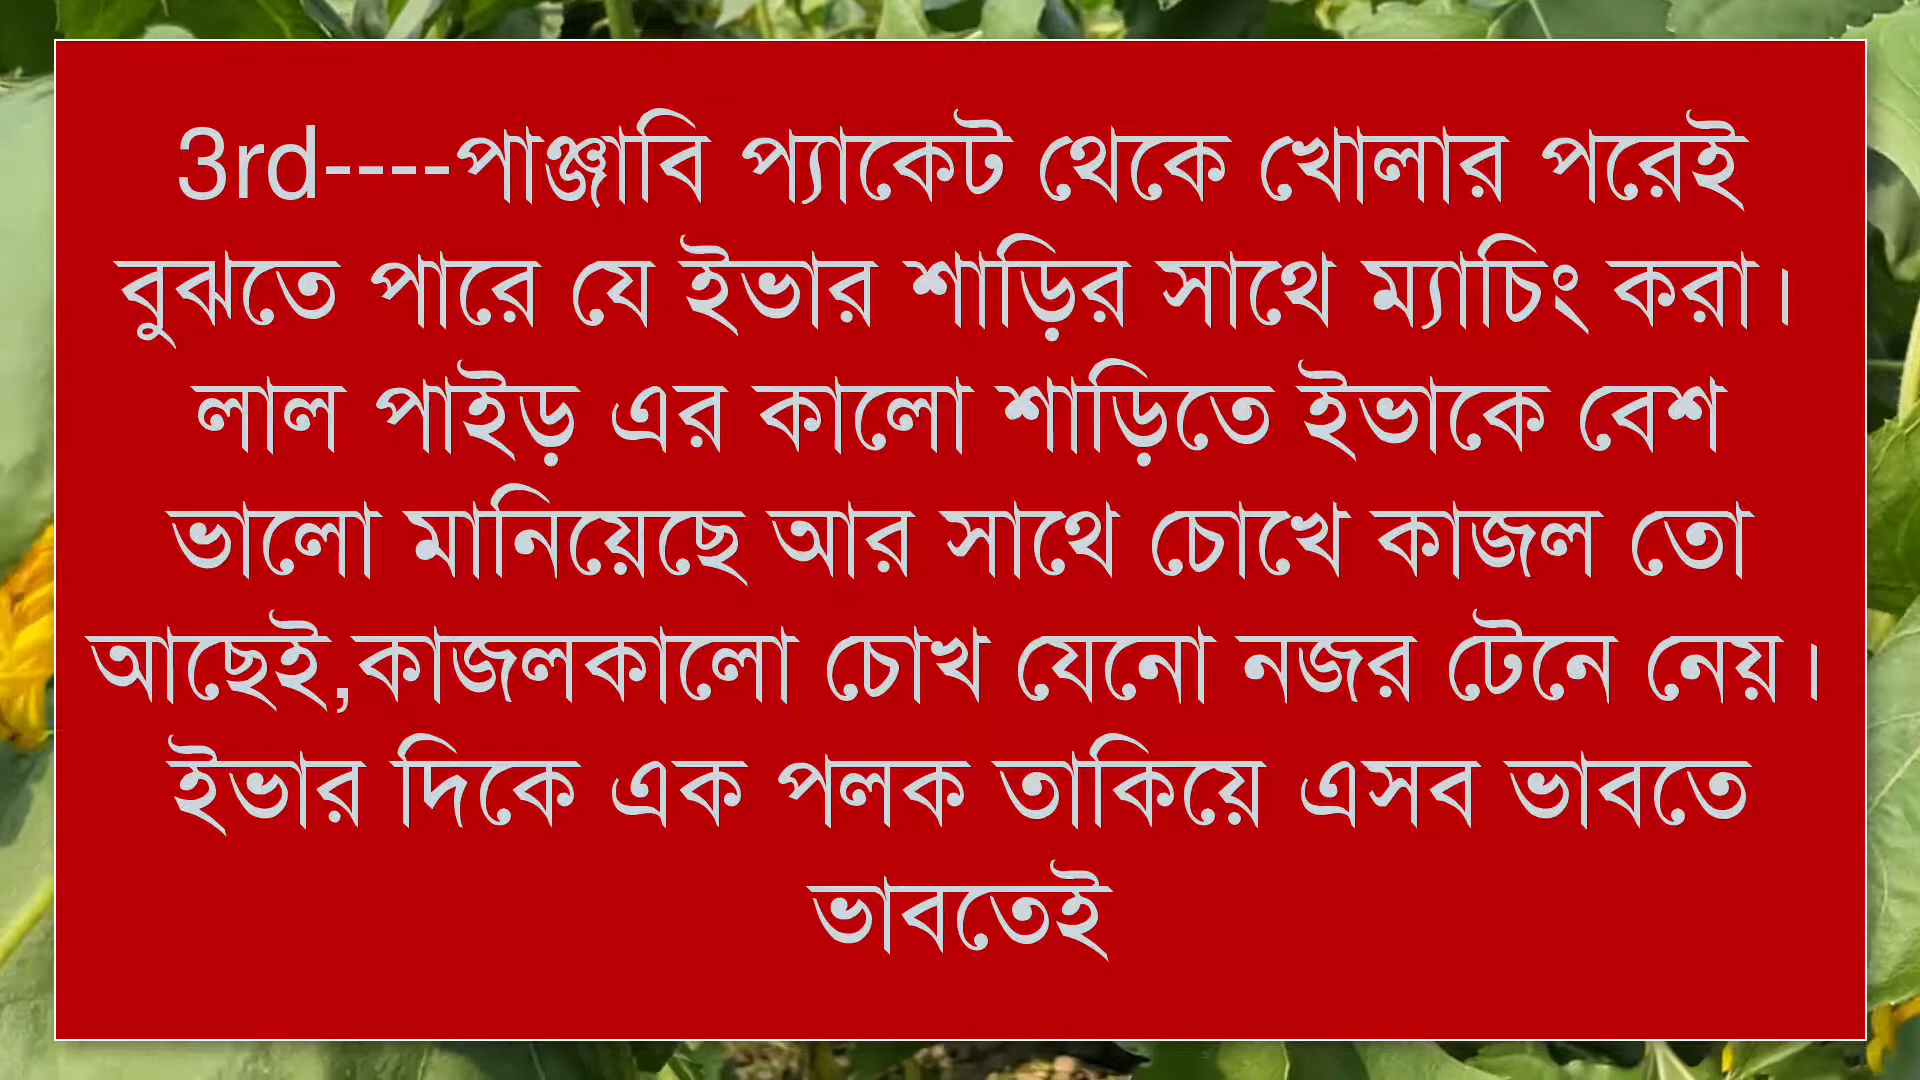 3rd----পাঞ্জাবি প্যাকেট থেকে খোলার পরেই
বুঝতে পারে যে ইভার শাড়ির সাথে ম্যাচিং করা।
লাল পাইড় এর কালো শাড়িতে ইভাকে বেশ
ভালো মানিয়েছে আর সাথে চোখে কাজল তো
আছেই,কাজলকালো চোখ যেনো নজর টেনে নেয়।
ইভার দিকে এক পলক তাকিয়ে এসব ভাবতে
ভাবতেই